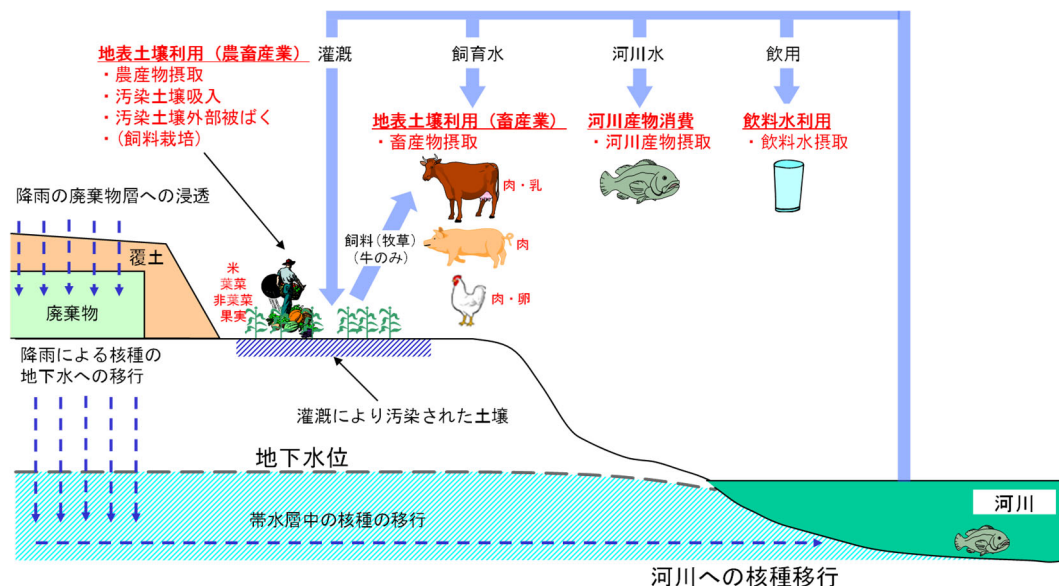 地表土壌利用（農畜産業）
・農産物摂取
・汚染土壌吸入
・汚染土壌外部被ばく
・(飼料栽培)
灌漑
飼育水
河川水
飲用
地表土壌利用（畜産業）
・畜産物摂取
河川産物消費
・河川産物摂取
飲料水利用
・飲料水摂取
肉・乳
肉
肉・卵
飼料(牧草)
(牛のみ)
降雨の廃棄物層への浸透
覆土
廃棄物
米
葉菜
非葉菜
果実
降雨による核種の
地下水への移行
灌漑により汚染された土壌
地下水位
帯水層中の核種の移行
河川
河川への核種移行